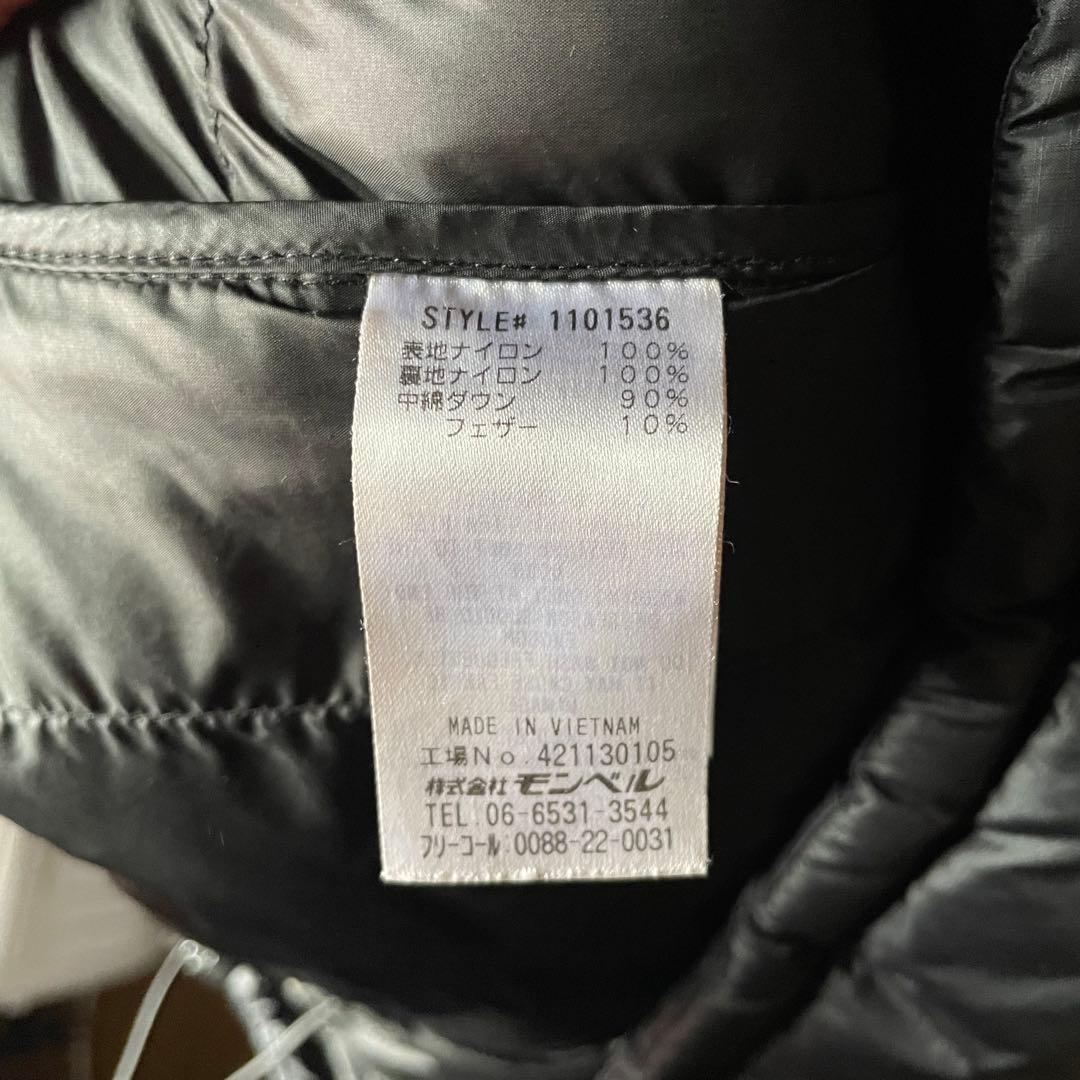 STYLE# 1101536
表地ナイロン 100%
裏地ナイロン 100%
中綿ダウン 90%
フェザー 10%
MADE IN VIETNAM
工場No. 421130105
株式会社モンベル
TEL:06-6531-3544
フリーコール:0088-22-0031